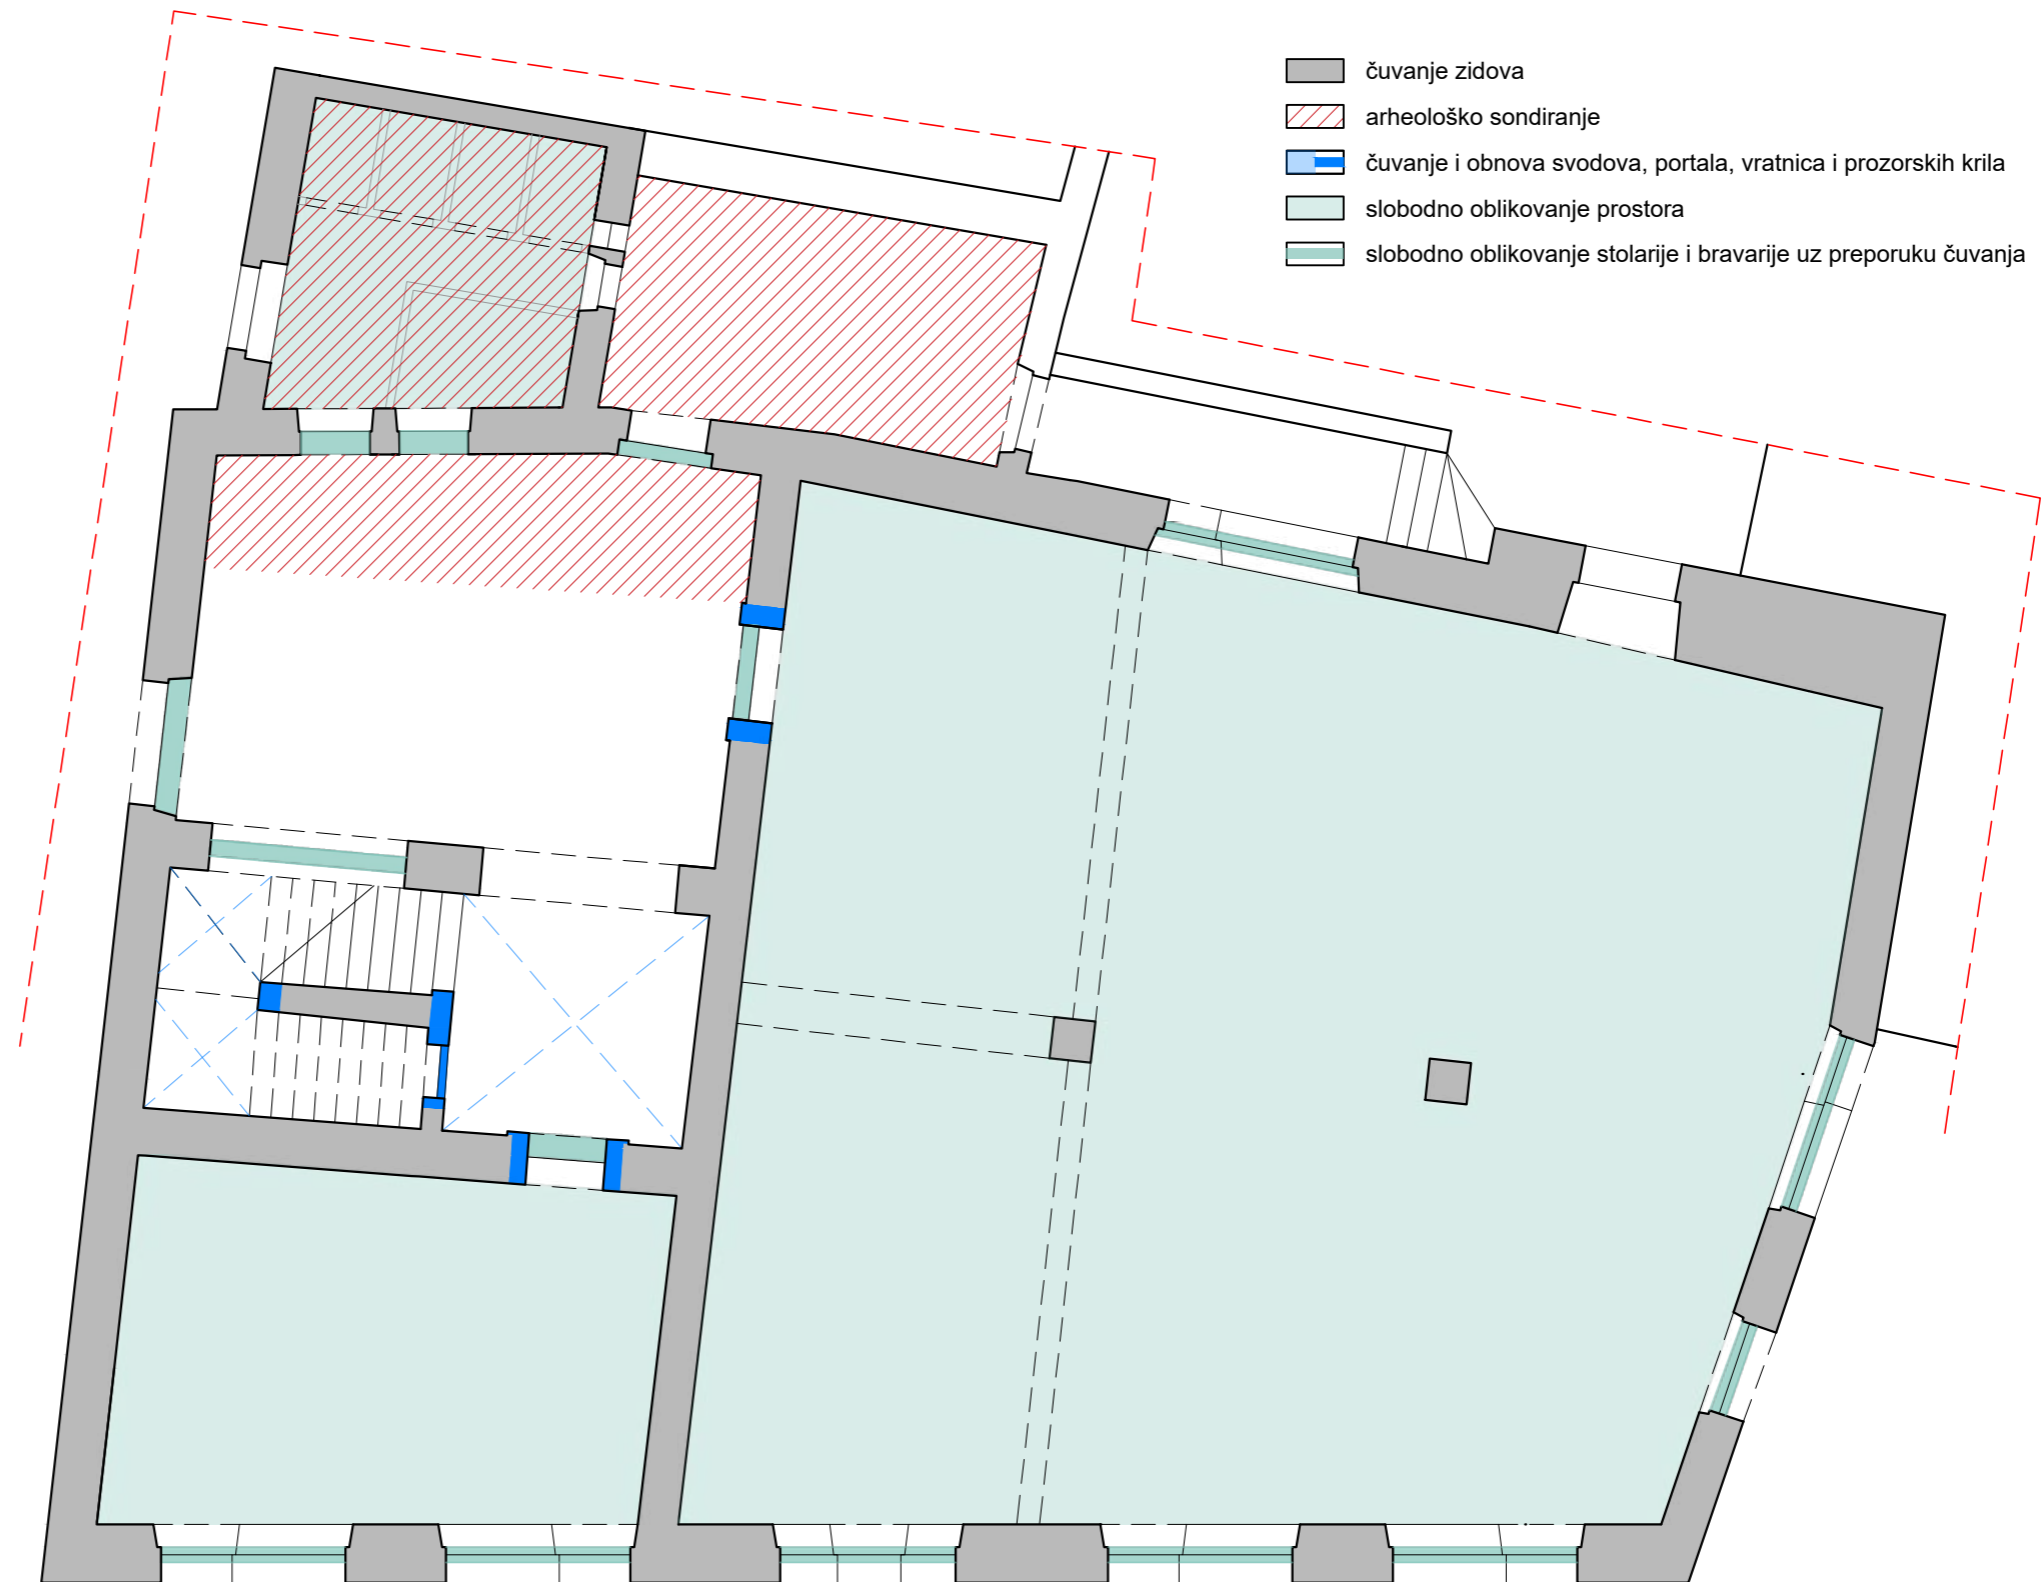 čuvanje zidova
arheološko sondiranje
čuvanje i obnova svodova, portala, vratnica i prozorskih krila
slobodno oblikovanje prostora
slobodno oblikovanje stolarije i bravarije uz preporuku čuvanja